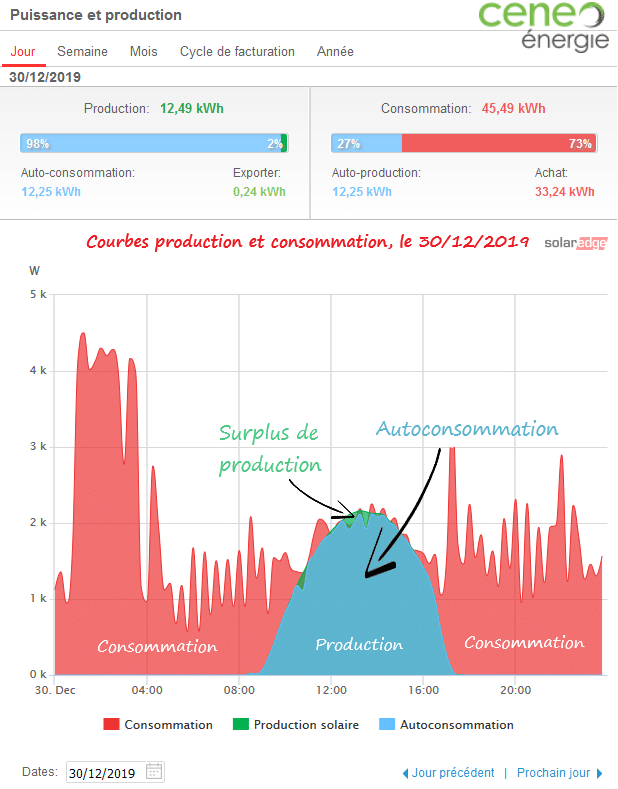 Puissance et production
ceneo
énergie
Jour Semaine Mois Cycle de facturation Année
30/12/2019
Production: 12,49 kWh
Consommation: 45,49 kWh
98% 2%
27% 73%
Auto-consommation: Exporter:
12,25 kWh 0,24 kWh
Auto-production: Achat:
12,25 kWh 33,24 kWh
Courbes production et consommation, le 30/12/2019
solaredge
W
5 k
4 k
3 k
2 k
1 k
0 k
Surplus de
production
Autoconsommation
Consommation
Production
Consommation
30. Dec 04:00 08:00 12:00 16:00 20:00
Consommation Production solaire Autoconsommation
Dates: 30/12/2019
Jour précédent | Prochain jour